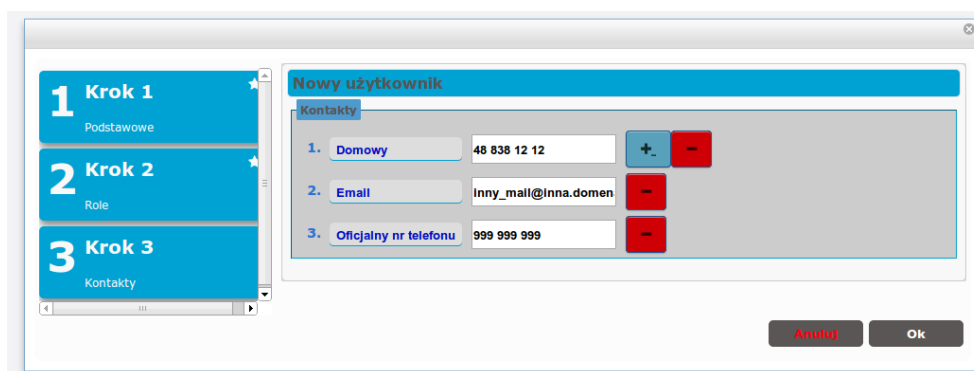 1 Krok 1
Podstawowe
2 Krok 2
Role
3 Krok 3
Kontakty
Nowy użytkownik
Kontakty
1. Domowy 48 838 12 12 + -
2. Email inny_mail@inna.domen -
3. Oficjalny nr telefonu 999 999 999 -
Anuluj Ok